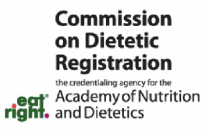 Commission
on Dietetic
Registration
the credentialing agency for the
eat
right. Academy of Nutrition
and Dietetics